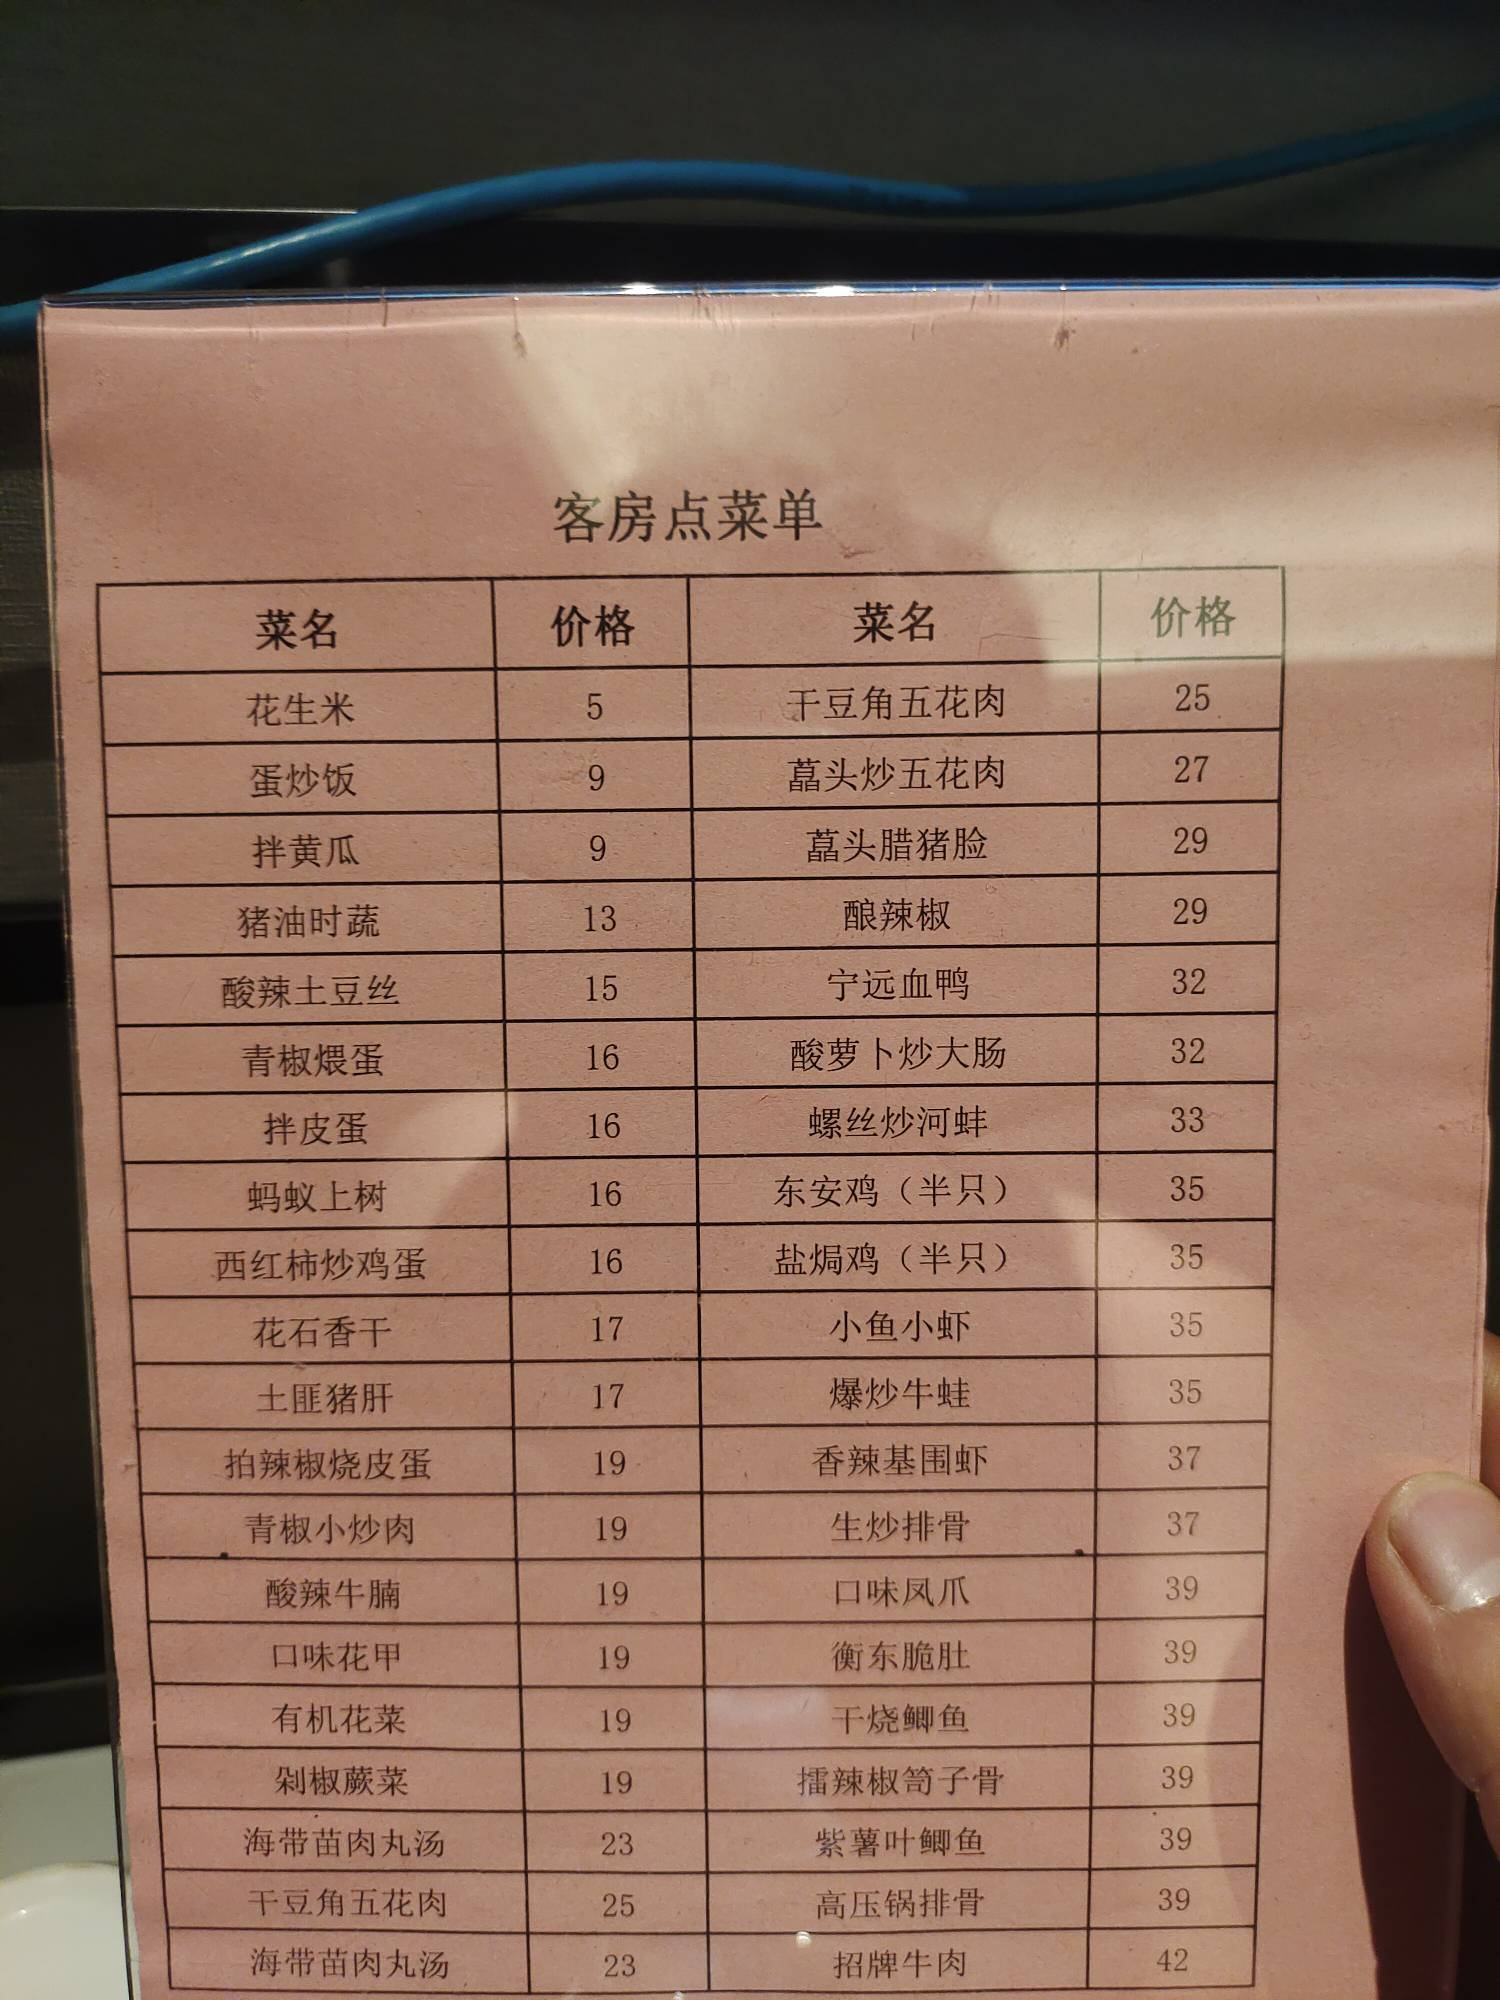 客房点菜单
菜名 价格 菜名 价格
花生米 5 干豆角五花肉 25
蛋炒饭 9 藠头炒五花肉 27
拌黄瓜 9 藠头腊猪脸 29
猪油时蔬 13 酿辣椒 29
酸辣土豆丝 15 宁远血鸭 32
青椒煨蛋 16 酸萝卜炒大肠 32
拌皮蛋 16 螺丝炒河蚌 33
蚂蚁上树 16 东安鸡（半只） 35
西红柿炒鸡蛋 16 盐焗鸡（半只） 35
花石香干 17 小鱼小虾 35
土匪猪肝 17 爆炒牛蛙 35
拍辣椒烧皮蛋 19 香辣基围虾 37
青椒小炒肉 19 生炒排骨 37
酸辣牛腩 19 口味凤爪 39
口味花甲 19 衡东脆肚 39
有机花菜 19 干烧鲫鱼 39
剁椒蕨菜 19 擂辣椒筒子骨 39
海带苗肉丸汤 23 紫薯叶鲫鱼 39
干豆角五花肉 25 高压锅排骨 39
海带苗肉丸汤 23 招牌牛肉 42